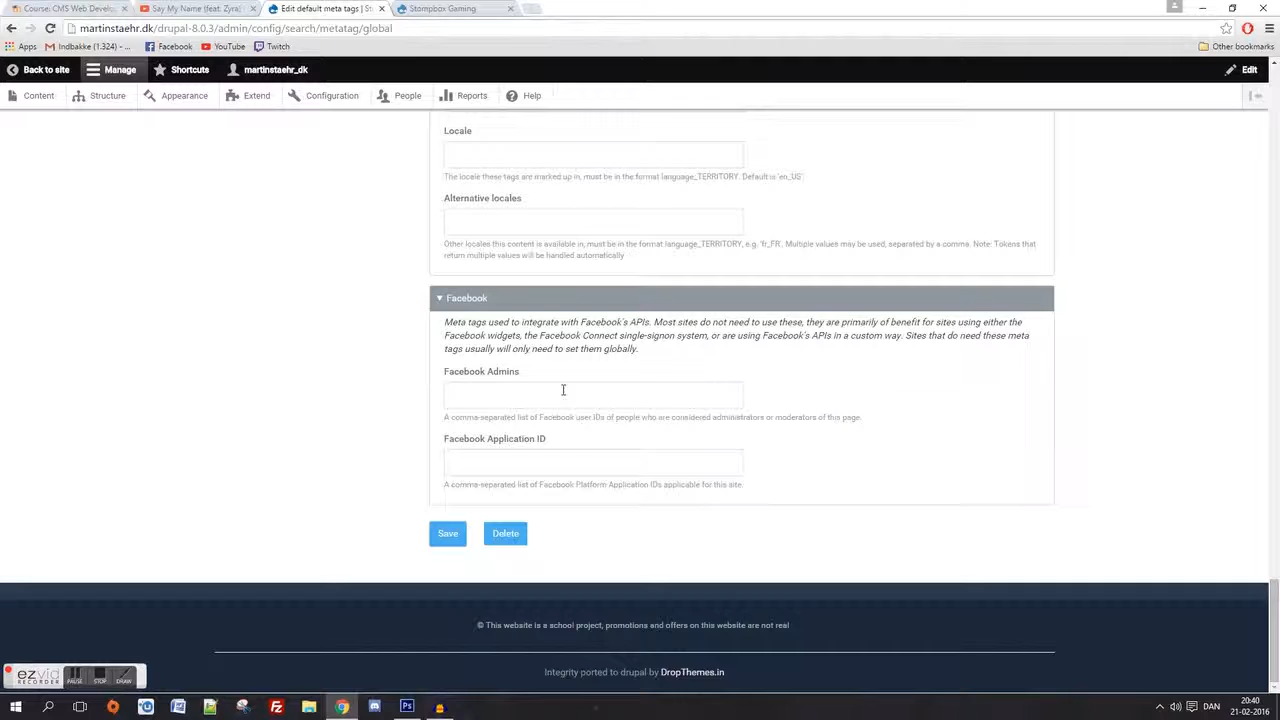 Course: CMS Web Devel
Say My Name (feat. Zyra)
Edit default meta tags | St
Stompbox Gaming
martinstaehr.dk/drupal-8.0.3/admin/config/search/metatag/global
Apps
Indbakke (1.324) - ...
Facebook
YouTube
Twitch
Other bookmarks
Back to site
Manage
Shortcuts
martinstaehr_dk
Edit
Content
Structure
Appearance
Extend
Configuration
People
Reports
Help
Locale
The locale these tags are marked up in, must be in the format language_TERRITORY. Default is 'en_US'.
Alternative locales
Other locales this content is available in, must be in the format language_TERRITORY, e.g. 'fr_FR'. Multiple values may be used, separated by a comma. Note: Tokens that
return multiple values will be handled automatically.
Facebook
Meta tags used to integrate with Facebook's APIs. Most sites do not need to use these, they are primarily of benefit for sites using either the
Facebook widgets, the Facebook Connect single-signon system, or are using Facebook's APIs in a custom way. Sites that do need these meta
tags usually will only need to set them globally.
Facebook Admins
A comma-separated list of Facebook user IDs of people who are considered administrators or moderators of this page.
Facebook Application ID
A comma-separated list of Facebook Platform Application IDs applicable for this site.
Save
Delete
© This website is a school project, promotions and offers on this website are not real
Integrity ported to drupal by DropThemes.in
ezvid
RECORDER
PAUSE
STOP
DRAW
DAN
20:40
21-02-2016